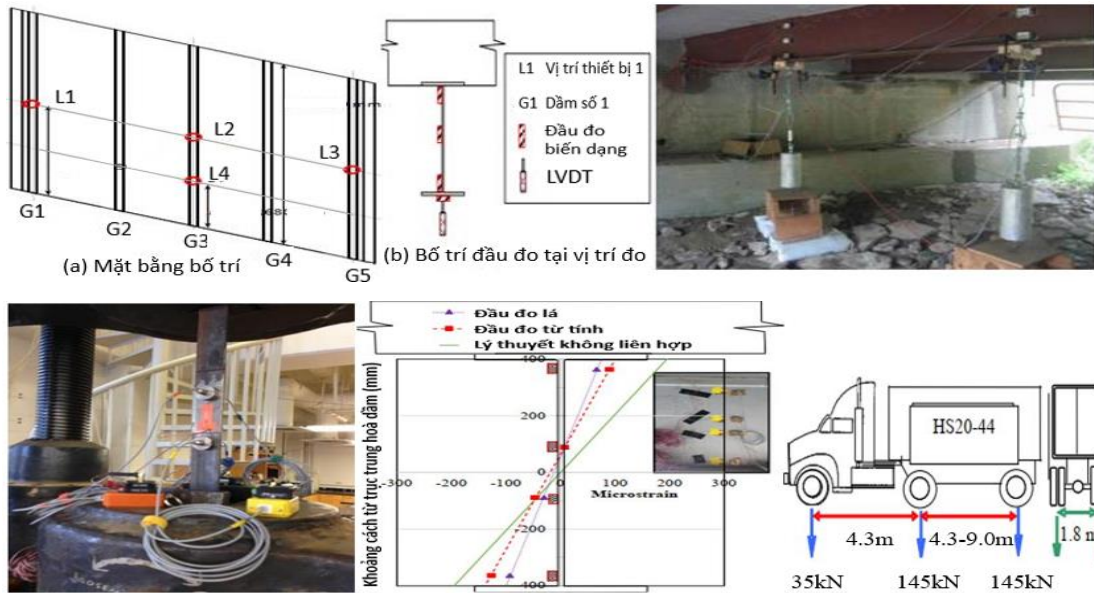 L1
L2
L3
L4
G1
G2
G3
G4
G5
(a) Mặt bằng bố trí
L1 Vị trí thiết bị 1
G1 Dầm số 1
Đầu đo
biến dạng
LVDT
(b) Bố trí đầu đo tại vị trí đo
Đầu đo lá
Đầu đo từ tính
Lý thuyết không liên hợp
Khoảng cách từ trục trung hoà dầm (mm)
400
200
0
-200
-400
-300
-200
-100
0
100
200
300
Microstrain
HS20-44
4.3m
4.3-9.0m
1.8 m
35kN
145kN
145kN